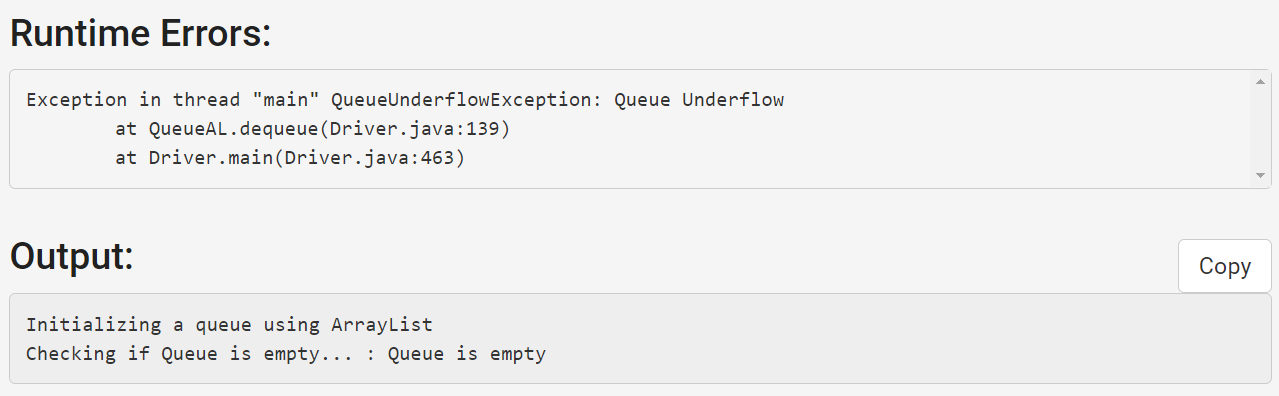 Runtime Errors:
Exception in thread "main" QueueUnderflowException: Queue Underflow
at QueueAL.dequeue(Driver.java:139)
at Driver.main(Driver.java:463)
Output:
Copy
Initializing a queue using ArrayList
Checking if Queue is empty... : Queue is empty